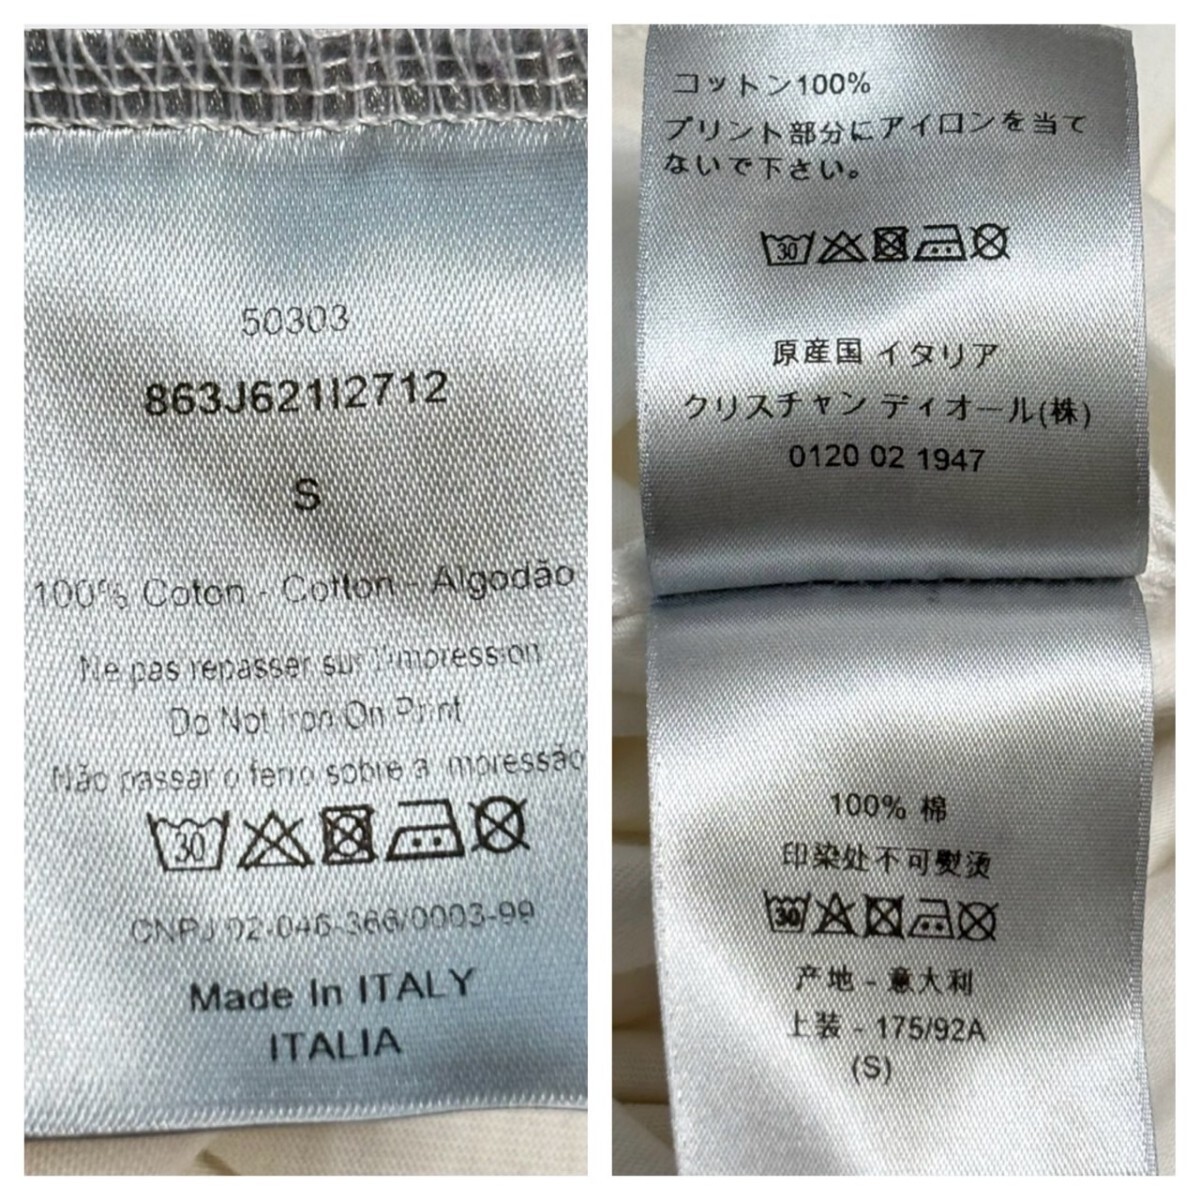 50303
863J621I2712
S
100% Coton - Cotton - Algodão
Ne pas repasser sur l'impression
Do Not Iron On Print
Não passar o ferro sobre a impressão
30
CNPJ 02-046-366/0003-99
Made In ITALY
ITALIA
コットン100%
プリント部分にアイロンを当て
ないで下さい。
30
原産国 イタリア
クリスチャン ディオール(株)
0120 02 1947
100% 棉
印染处不可熨烫
30
产地 - 意大利
上装 - 175/92A
(S)